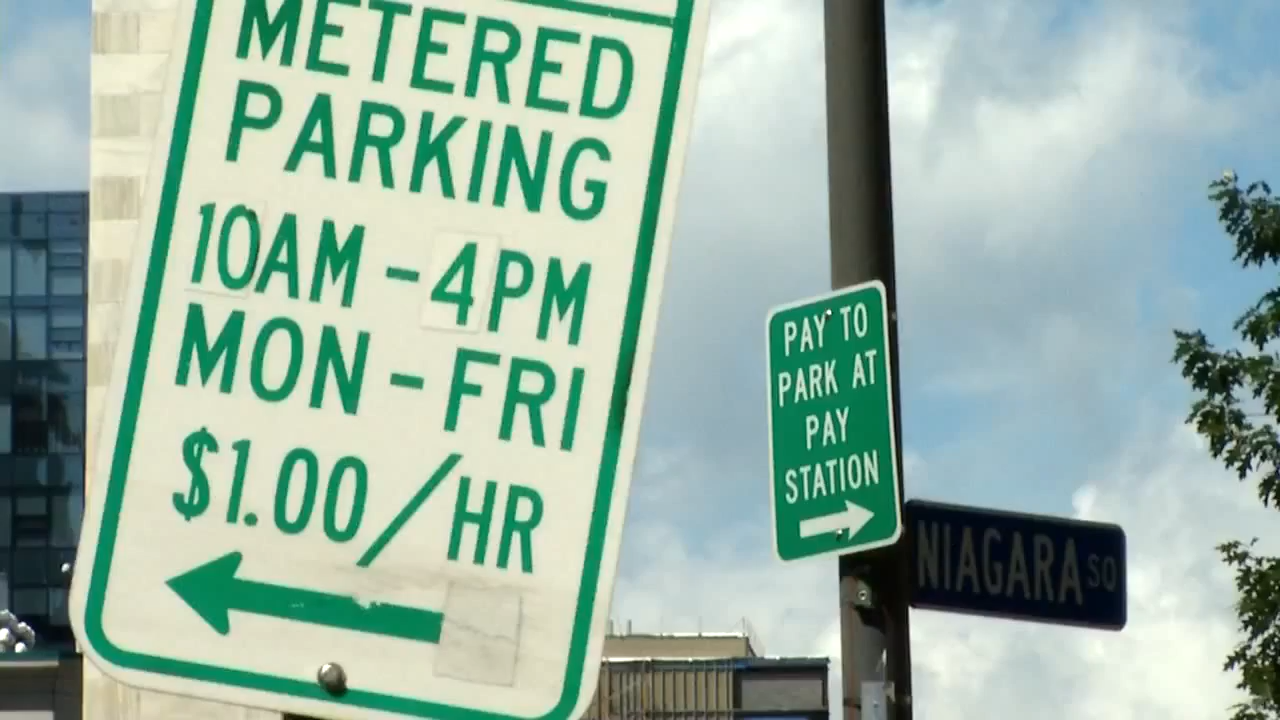 METERED
PARKING
10AM - 4PM
MON - FRI
$1.00/HR
PAY TO
PARK AT
PAY
STATION
NIAGARA SQ